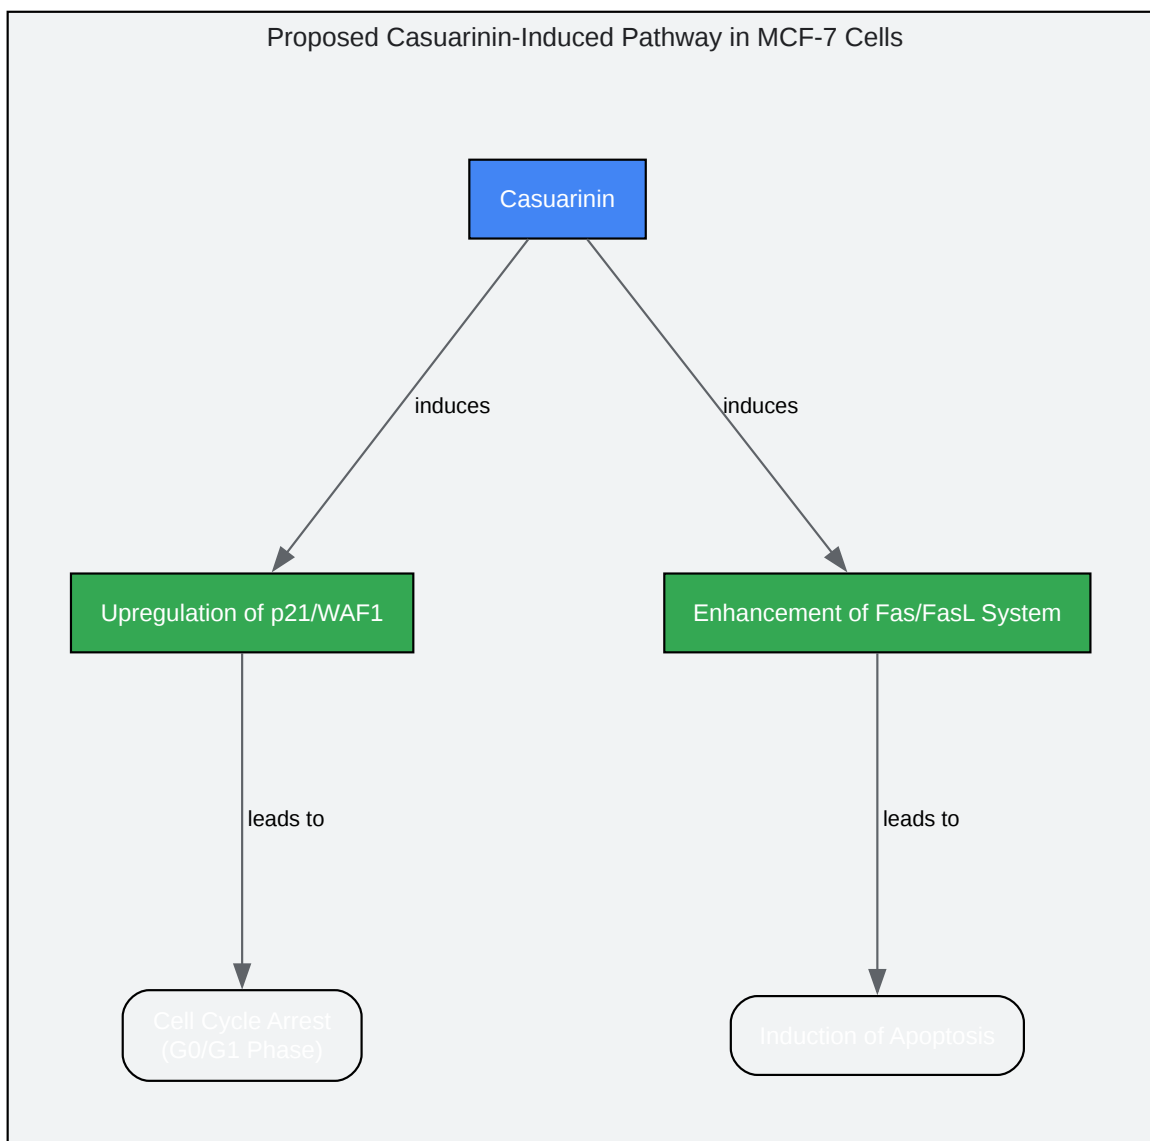 Proposed Casuarinin-Induced Pathway in MCF-7 Cells
Casuarinin
induces
induces
Upregulation of p21/WAF1
Enhancement of Fas/FasL System
leads to
leads to
Cell Cycle Arrest
(G0/G1 Phase)
Induction of Apoptosis